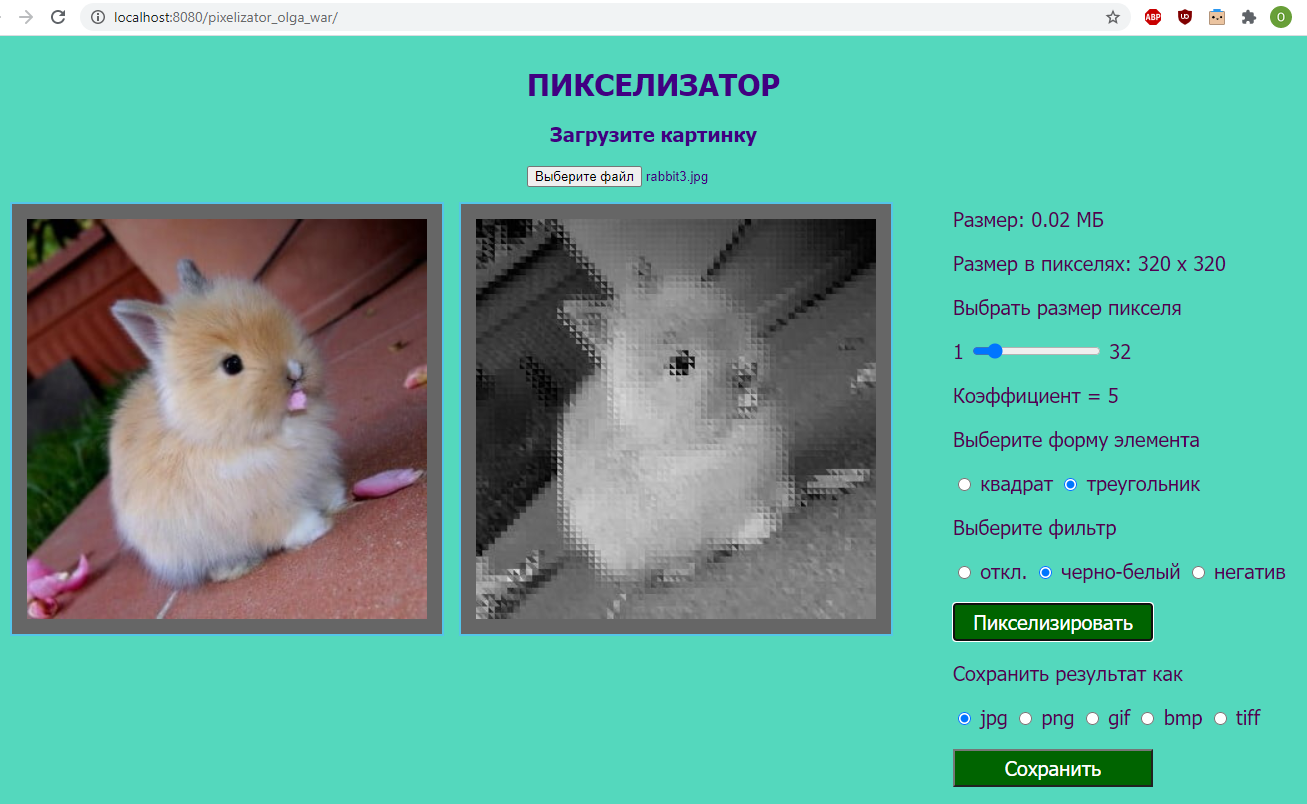 localhost:8080/pixelizator_olga_war/
ABP
UD
O
ПИКСЕЛИЗАТОР
Загрузите картинку
Выберите файл rabbit3.jpg
Размер: 0.02 МБ
Размер в пикселях: 320 x 320
Выбрать размер пикселя
1 32
Коэффициент = 5
Выберите форму элемента
квадрат треугольник
Выберите фильтр
откл. черно-белый негатив
Пикселизировать
Сохранить результат как
jpg png gif bmp tiff
Сохранить